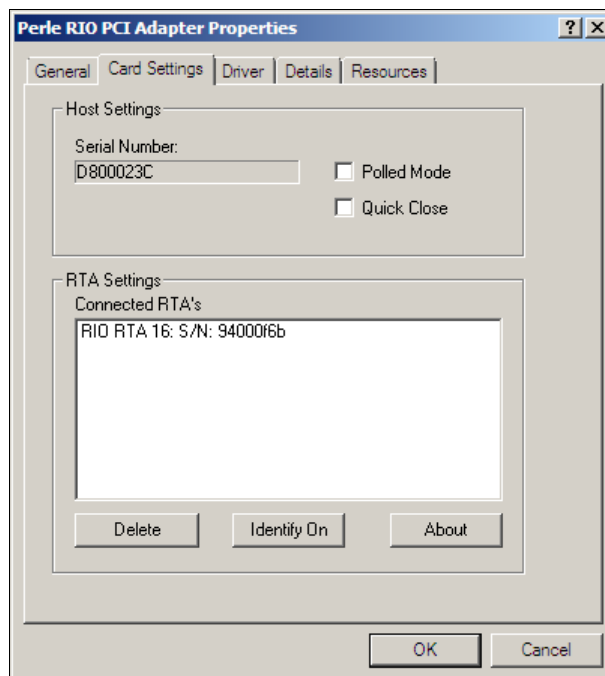 Perle RIO PCI Adapter Properties
General Card Settings Driver Details Resources
Host Settings
Serial Number:
D800023C
Polled Mode
Quick Close
RTA Settings
Connected RTA's
RIO RTA 16: S/N: 94000f6b
Delete Identify On About
OK Cancel